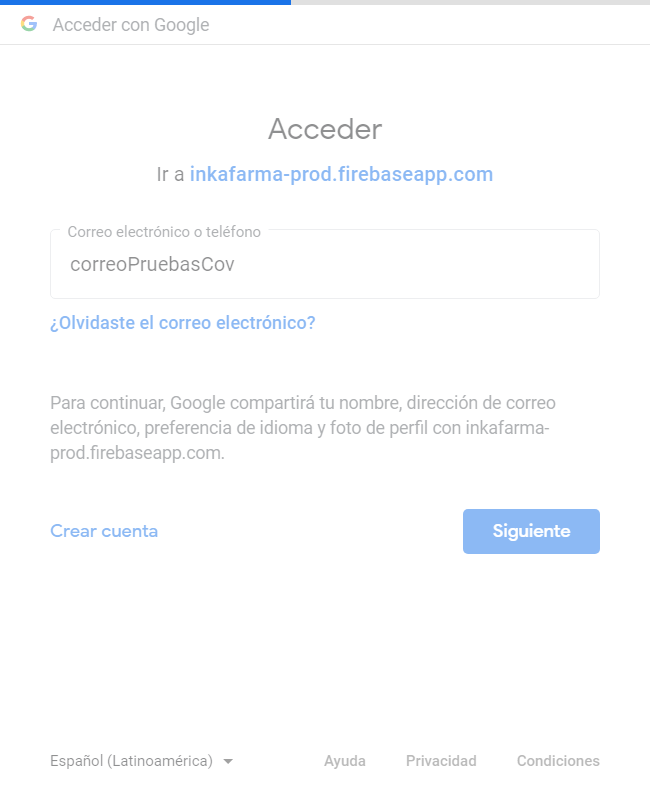 Acceder con Google
Acceder
Ir a inkafarma-prod.firebaseapp.com
Correo electrónico o teléfono
correoPruebasCov
¿Olvidaste el correo electrónico?
Para continuar, Google compartirá tu nombre, dirección de correo
electrónico, preferencia de idioma y foto de perfil con inkafarma-
prod.firebaseapp.com.
Crear cuenta
Siguiente
Español (Latinoamérica)
Ayuda
Privacidad
Condiciones